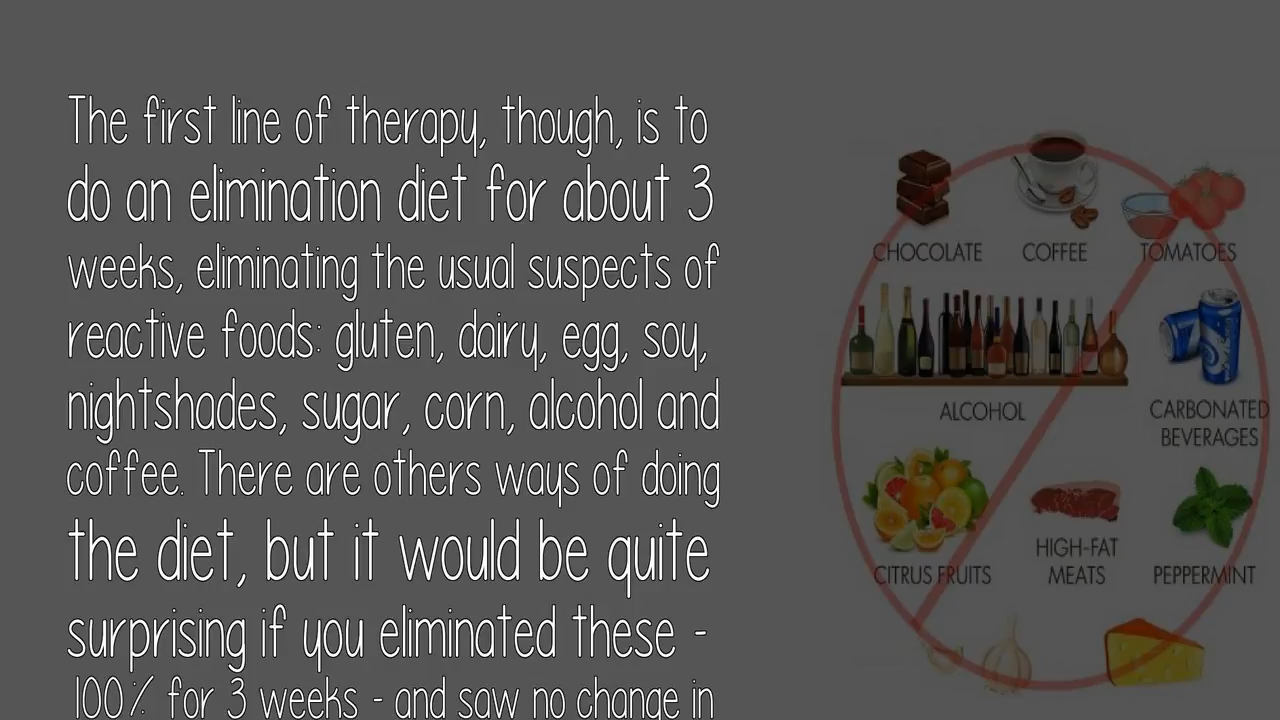 The first line of therapy, though, is to
do an elimination diet for about 3
weeks, eliminating the usual suspects of
reactive foods: gluten, dairy, egg, soy,
nightshades, sugar, corn, alcohol and
coffee. There are others ways of doing
the diet, but it would be quite
surprising if you eliminated these -
100% for 3 weeks - and saw no change in
CHOCOLATE
COFFEE
TOMATOES
ALCOHOL
CARBONATED
BEVERAGES
CITRUS FRUITS
HIGH-FAT
MEATS
PEPPERMINT